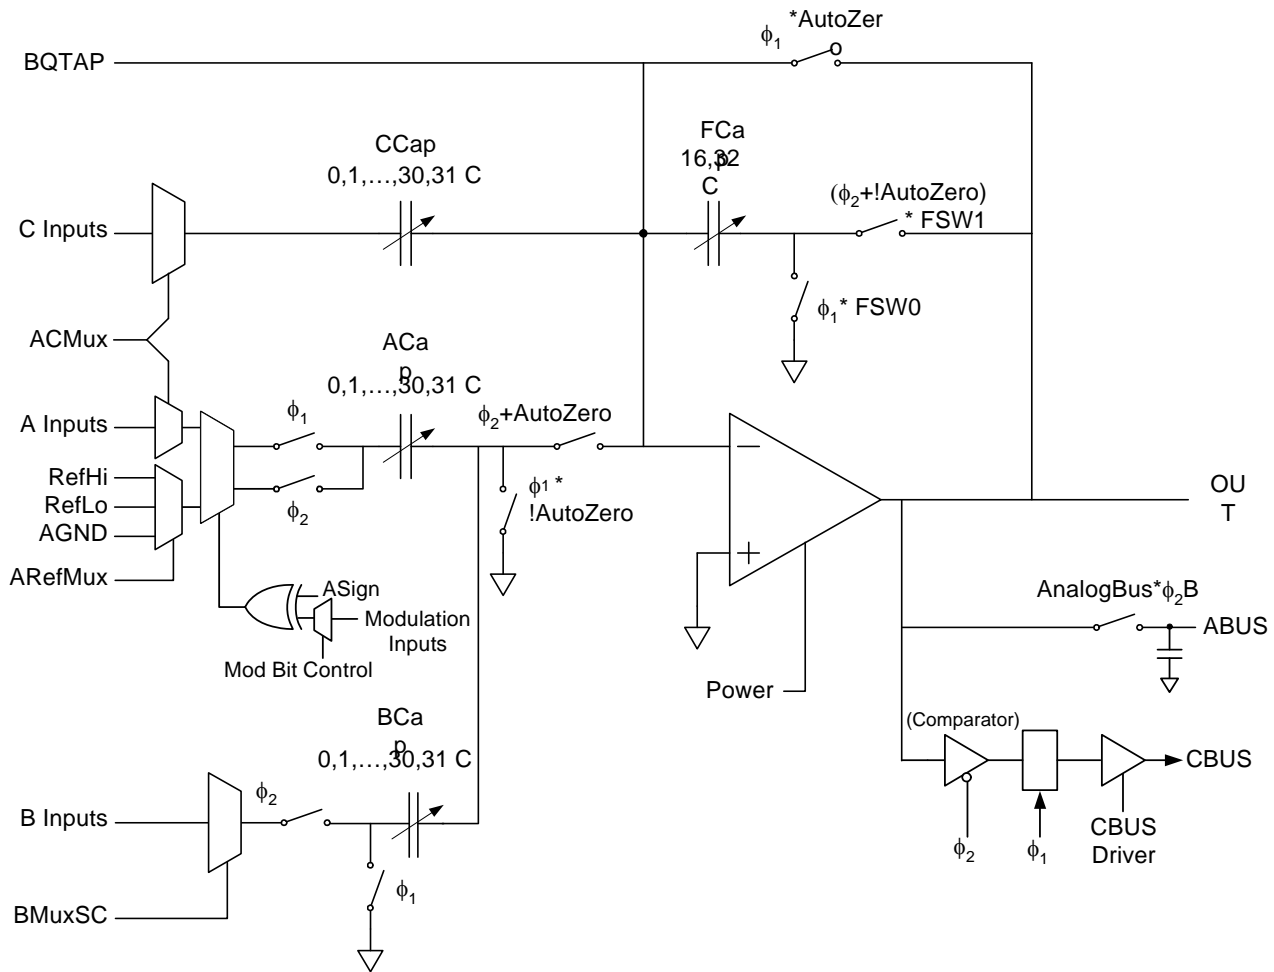 *AutoZer
o
ϕ1
BQTAP
FCa
p
16,32
C
CCap
0,1,…,30,31 C
(ϕ2+!AutoZero)
* FSW1
C Inputs
ϕ1* FSW0
ACMux
ACa
p
0,1,…,30,31 C
ϕ1
ϕ2+AutoZero
A Inputs
RefHi
RefLo
AGND
ARefMux
ϕ2
ϕ1 *
!AutoZero
−
+
OU
T
ASign
Modulation
Inputs
Mod Bit Control
AnalogBus*ϕ2B
ABUS
Power
BCa
p
0,1,…,30,31 C
(Comparator)
CBUS
B Inputs
ϕ2
ϕ1
BMuxSC
ϕ2
ϕ1
CBUS
Driver